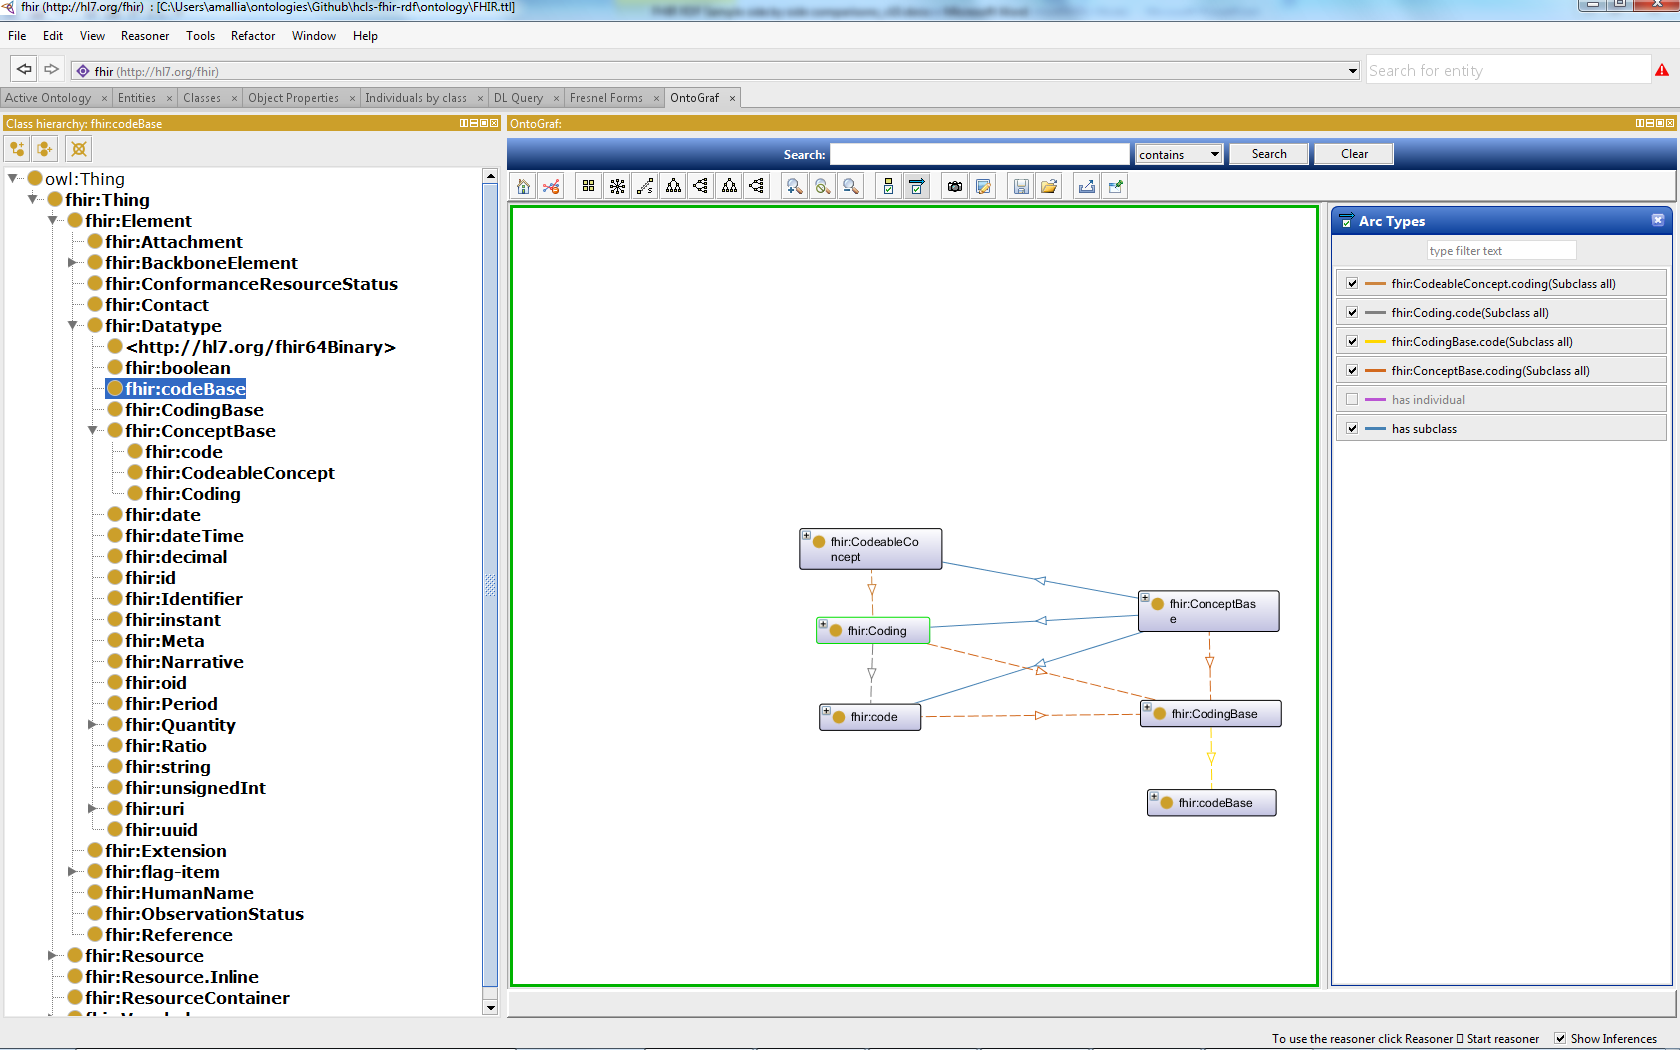 fhir (http://hl7.org/fhir) : [C:\Users\amallia\ontologies\Github\hcls-fhir-rdf\ontology\FHIR.ttl]
File Edit View Reasoner Tools Refactor Window Help
fhir (http://hl7.org/fhir)
Search for entity
Active Ontology × Entities × Classes × Object Properties × Individuals by class × DL Query × Fresnel Forms × OntoGraf ×
Class hierarchy: fhir:codeBase
owl:Thing
fhir:Thing
fhir:Element
fhir:Attachment
fhir:BackboneElement
fhir:ConformanceResourceStatus
fhir:Contact
fhir:Datatype
<http://hl7.org/fhir64Binary>
fhir:boolean
fhir:codeBase
fhir:CodingBase
fhir:ConceptBase
fhir:code
fhir:CodeableConcept
fhir:Coding
fhir:date
fhir:dateTime
fhir:decimal
fhir:id
fhir:Identifier
fhir:instant
fhir:Meta
fhir:Narrative
fhir:oid
fhir:Period
fhir:Quantity
fhir:Ratio
fhir:string
fhir:unsignedInt
fhir:uri
fhir:uuid
fhir:Extension
fhir:flag-item
fhir:HumanName
fhir:ObservationStatus
fhir:Reference
fhir:Resource
fhir:Resource.Inline
fhir:ResourceContainer
OntoGraf:
Search: contains Search Clear
fhir:CodeableCo
ncept
fhir:ConceptBas
e
fhir:Coding
fhir:code
fhir:CodingBase
fhir:codeBase
Arc Types
type filter text
fhir:CodeableConcept.coding(Subclass all)
fhir:Coding.code(Subclass all)
fhir:CodingBase.code(Subclass all)
fhir:ConceptBase.coding(Subclass all)
has individual
has subclass
To use the reasoner click Reasoner ▯ Start reasoner Show Inferences